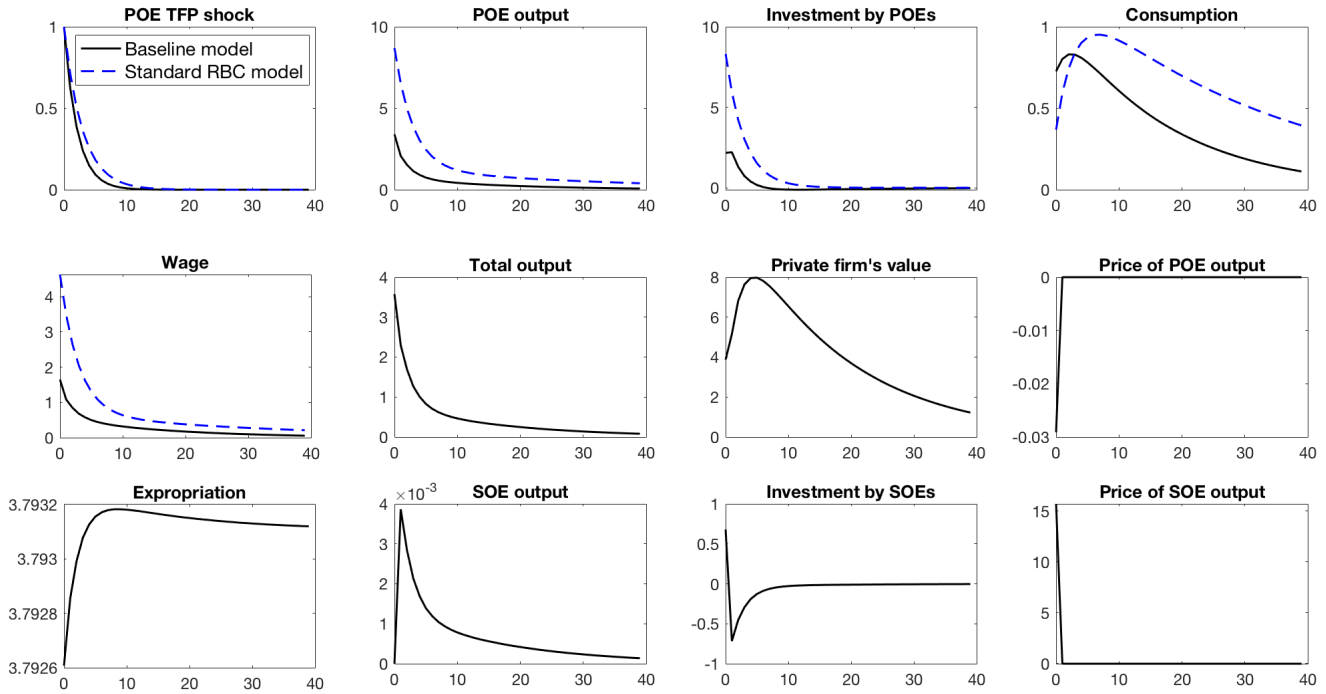 POE TFP shock
1
0.5
0
0 10 20 30 40
Baseline model
Standard RBC model
POE output
10
5
0
0 10 20 30 40
Investment by POEs
10
5
0
0 10 20 30 40
Consumption
1
0.5
0
0 10 20 30 40
Wage
4
3
2
1
0
0 10 20 30 40
Total output
4
3
2
1
0
0 10 20 30 40
Private firm's value
8
6
4
2
0
0 10 20 30 40
Price of POE output
0
-0.01
-0.02
-0.03
0 10 20 30 40
Expropriation
3.7932
3.793
3.7928
3.7926
0 10 20 30 40
SOE output
×10⁻³
4
3
2
1
0
0 10 20 30 40
Investment by SOEs
1
0.5
0
-0.5
-1
0 10 20 30 40
Price of SOE output
15
10
5
0
0 10 20 30 40